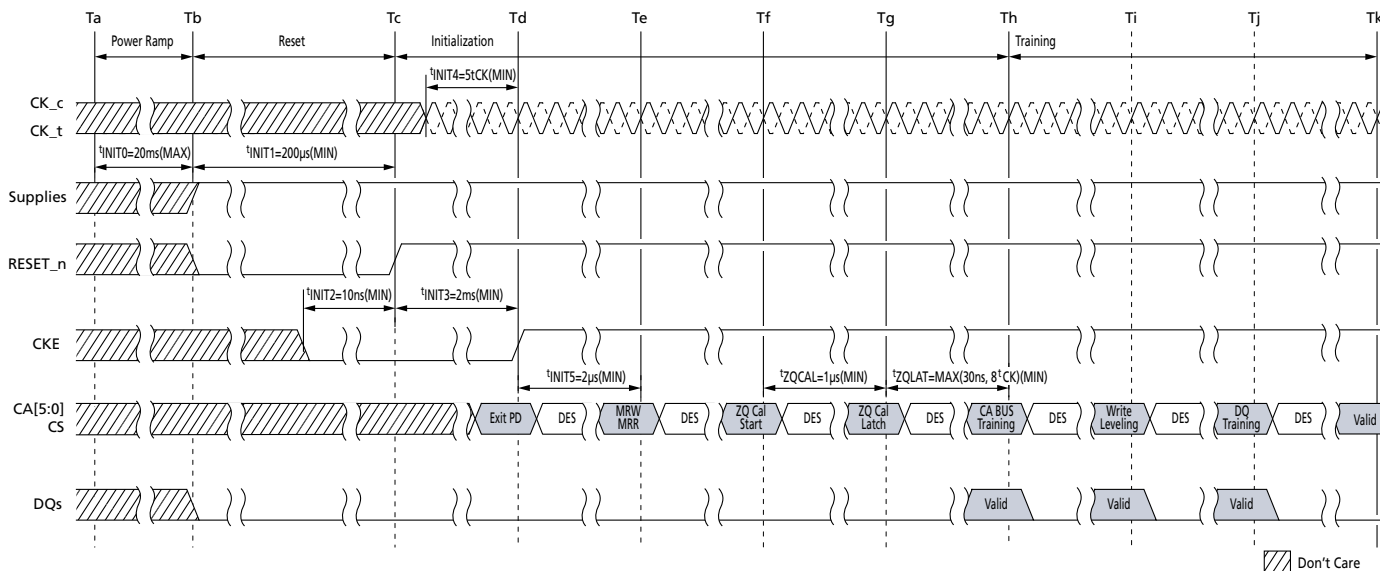 Ta Tb Tc Td Te Tf Tg Th Ti Tj Tk
Power Ramp Reset Initialization Training
tINIT4=5tCK(MIN)
CK_c
CK_t
tINIT0=20ms(MAX) tINIT1=200μs(MIN)
Supplies
RESET_n
tINIT2=10ns(MIN) tINIT3=2ms(MIN)
CKE
tINIT5=2μs(MIN) tZQCAL=1μs(MIN) tZQLAT=MAX(30ns, 8tCK)(MIN)
CA[5:0]
CS
Exit PD DES MRW MRR DES ZQ Cal Start DES ZQ Cal Latch DES CA BUS Training DES Write Leveling DES DQ Training DES Valid
DQs Valid Valid Valid
Don't Care